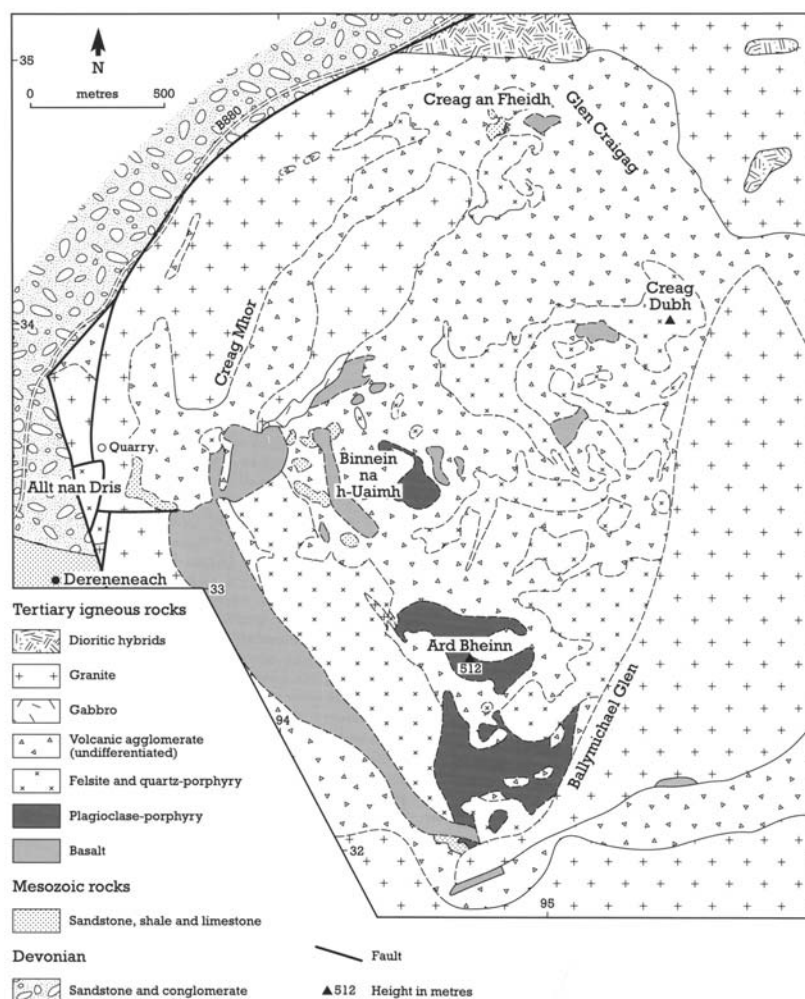 35
N
0 metres 500
B880
Creag an Fheidh
Glen Craigag
34
Creag Mhor
Creag
Dubh
Quarry
Binnein
na
h-Uaimh
Allt nan Dris
Dereneneach
33
Ard Bheinn
512
94
Ballymichael Glen
32
95
Tertiary igneous rocks
Dioritic hybrids
Granite
Gabbro
Volcanic agglomerate
(undifferentiated)
Felsite and quartz-porphyry
Plagioclase-porphyry
Basalt
Mesozoic rocks
Sandstone, shale and limestone
Devonian
Sandstone and conglomerate
Fault
512 Height in metres